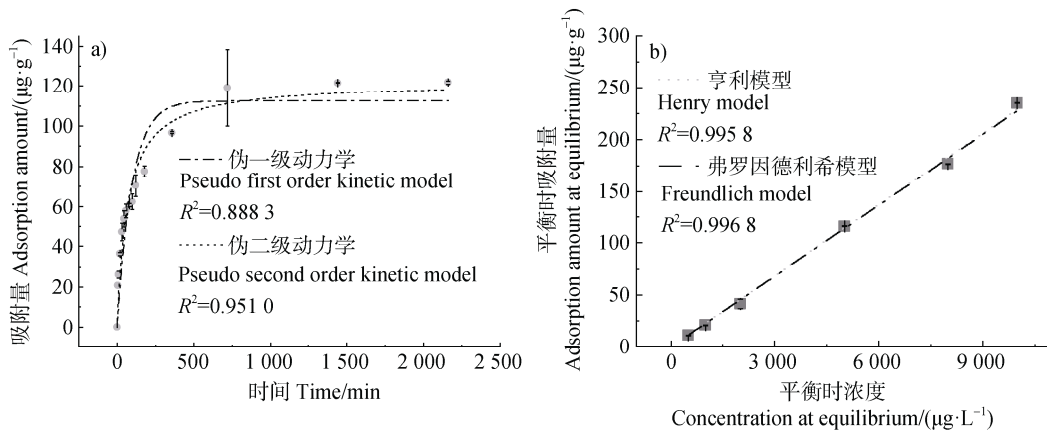 a)
吸附量 Adsorption amount/(μg·g⁻¹)
140
120
100
80
60
40
20
0
伪一级动力学
Pseudo first order kinetic model
R²=0.888 3
伪二级动力学
Pseudo second order kinetic model
R²=0.951 0
0 500 1 000 1 500 2 000 2 500
时间 Time/min
b)
平衡时吸附量
Adsorption amount at equilibrium/(μg·g⁻¹)
300
250
200
150
100
50
0
亨利模型
Henry model
R²=0.995 8
弗罗因德利希模型
Freundlich model
R²=0.996 8
0 3 000 6 000 9 000
平衡时浓度
Concentration at equilibrium/(μg·L⁻¹)